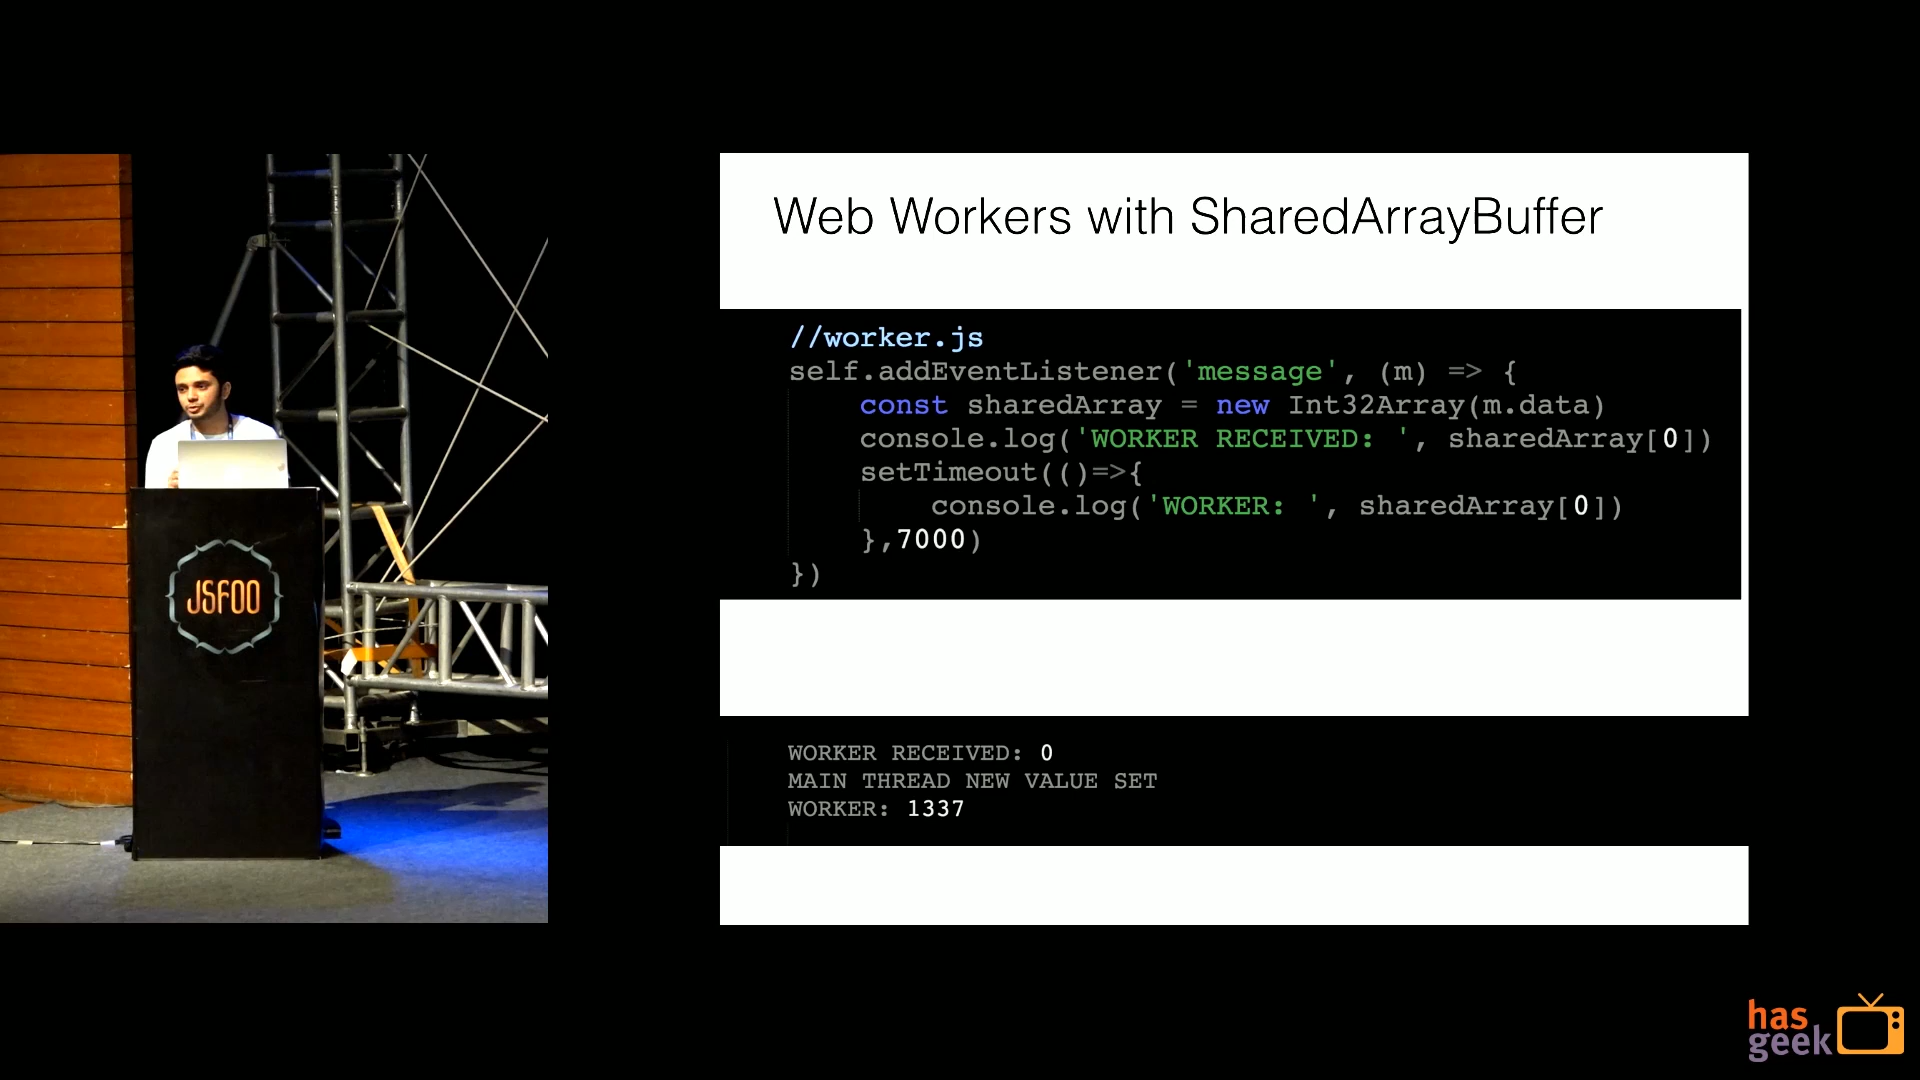 Web Workers with SharedArrayBuffer
//worker.js
self.addEventListener('message', (m) => {
const sharedArray = new Int32Array(m.data)
console.log('WORKER RECEIVED: ', sharedArray[0])
setTimeout(()=>{
console.log('WORKER: ', sharedArray[0])
},7000)
})
WORKER RECEIVED: 0
MAIN THREAD NEW VALUE SET
WORKER: 1337
JSFOO
has
geek